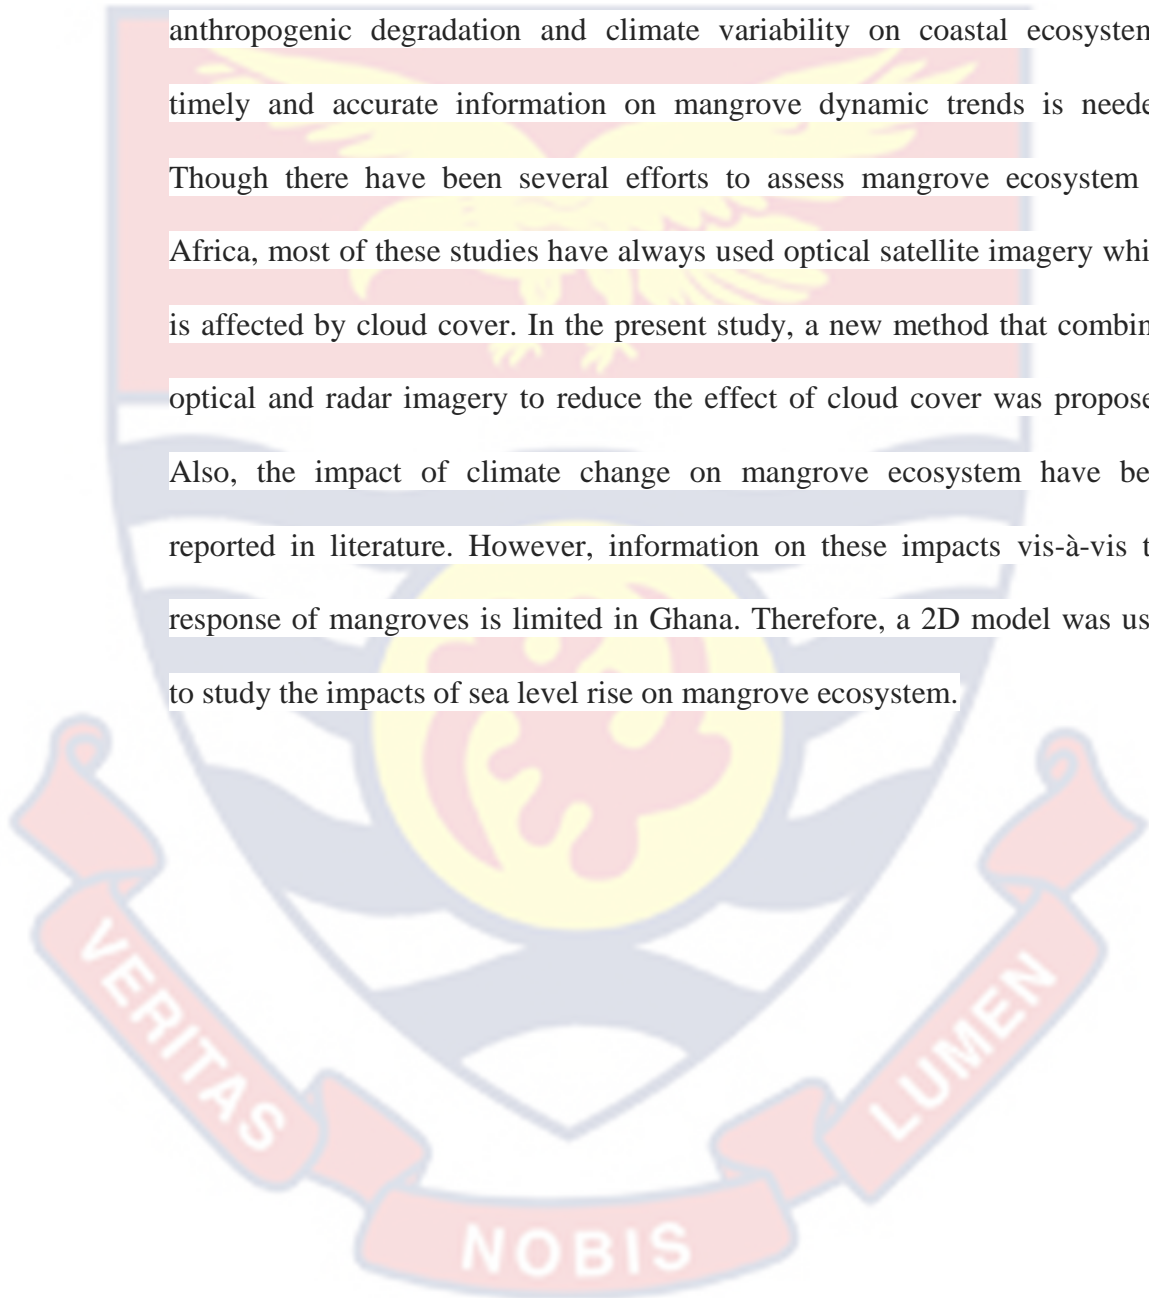 anthropogenic degradation and climate variability on coastal ecosystem
timely and accurate information on mangrove dynamic trends is neede
Though there have been several efforts to assess mangrove ecosystem
Africa, most of these studies have always used optical satellite imagery whi
is affected by cloud cover. In the present study, a new method that combin
optical and radar imagery to reduce the effect of cloud cover was propose
Also, the impact of climate change on mangrove ecosystem have be
reported in literature. However, information on these impacts vis-à-vis t
response of mangroves is limited in Ghana. Therefore, a 2D model was us
to study the impacts of sea level rise on mangrove ecosystem.
VERITAS
NOBIS
LUMEN